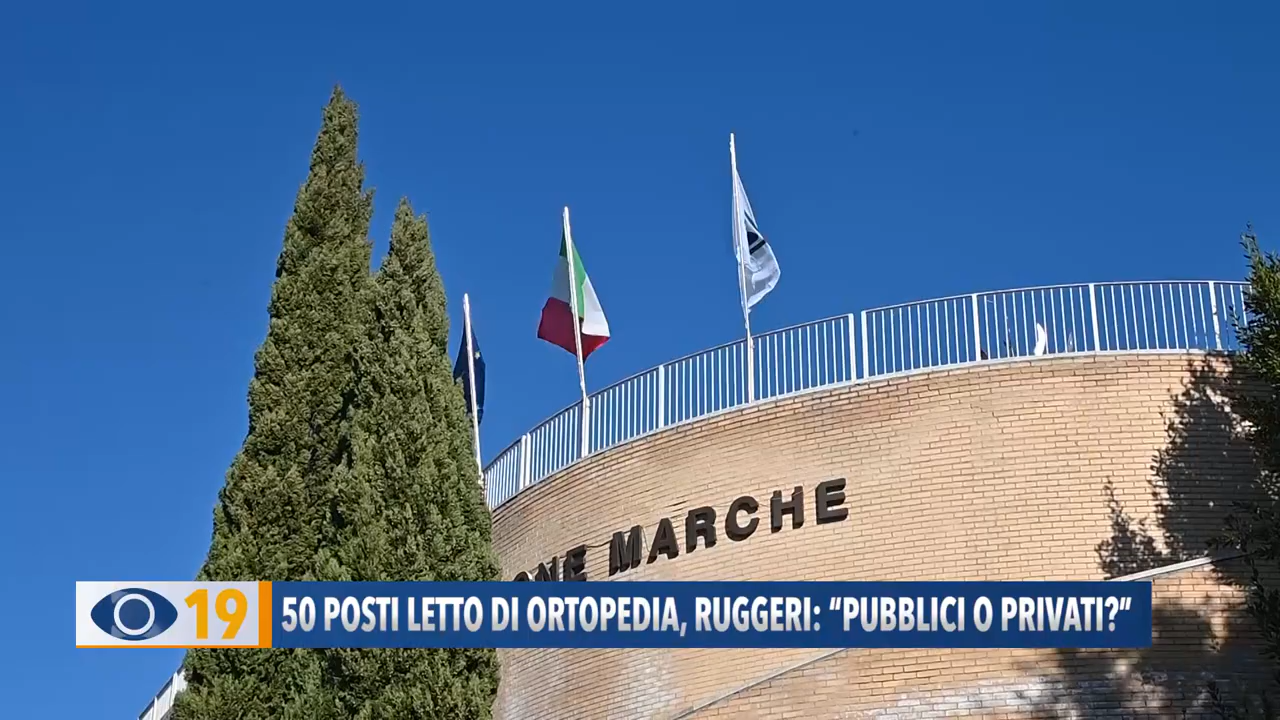 ONE MARCHE
19
50 POSTI LETTO DI ORTOPEDIA, RUGGERI: “PUBBLICI O PRIVATI?“